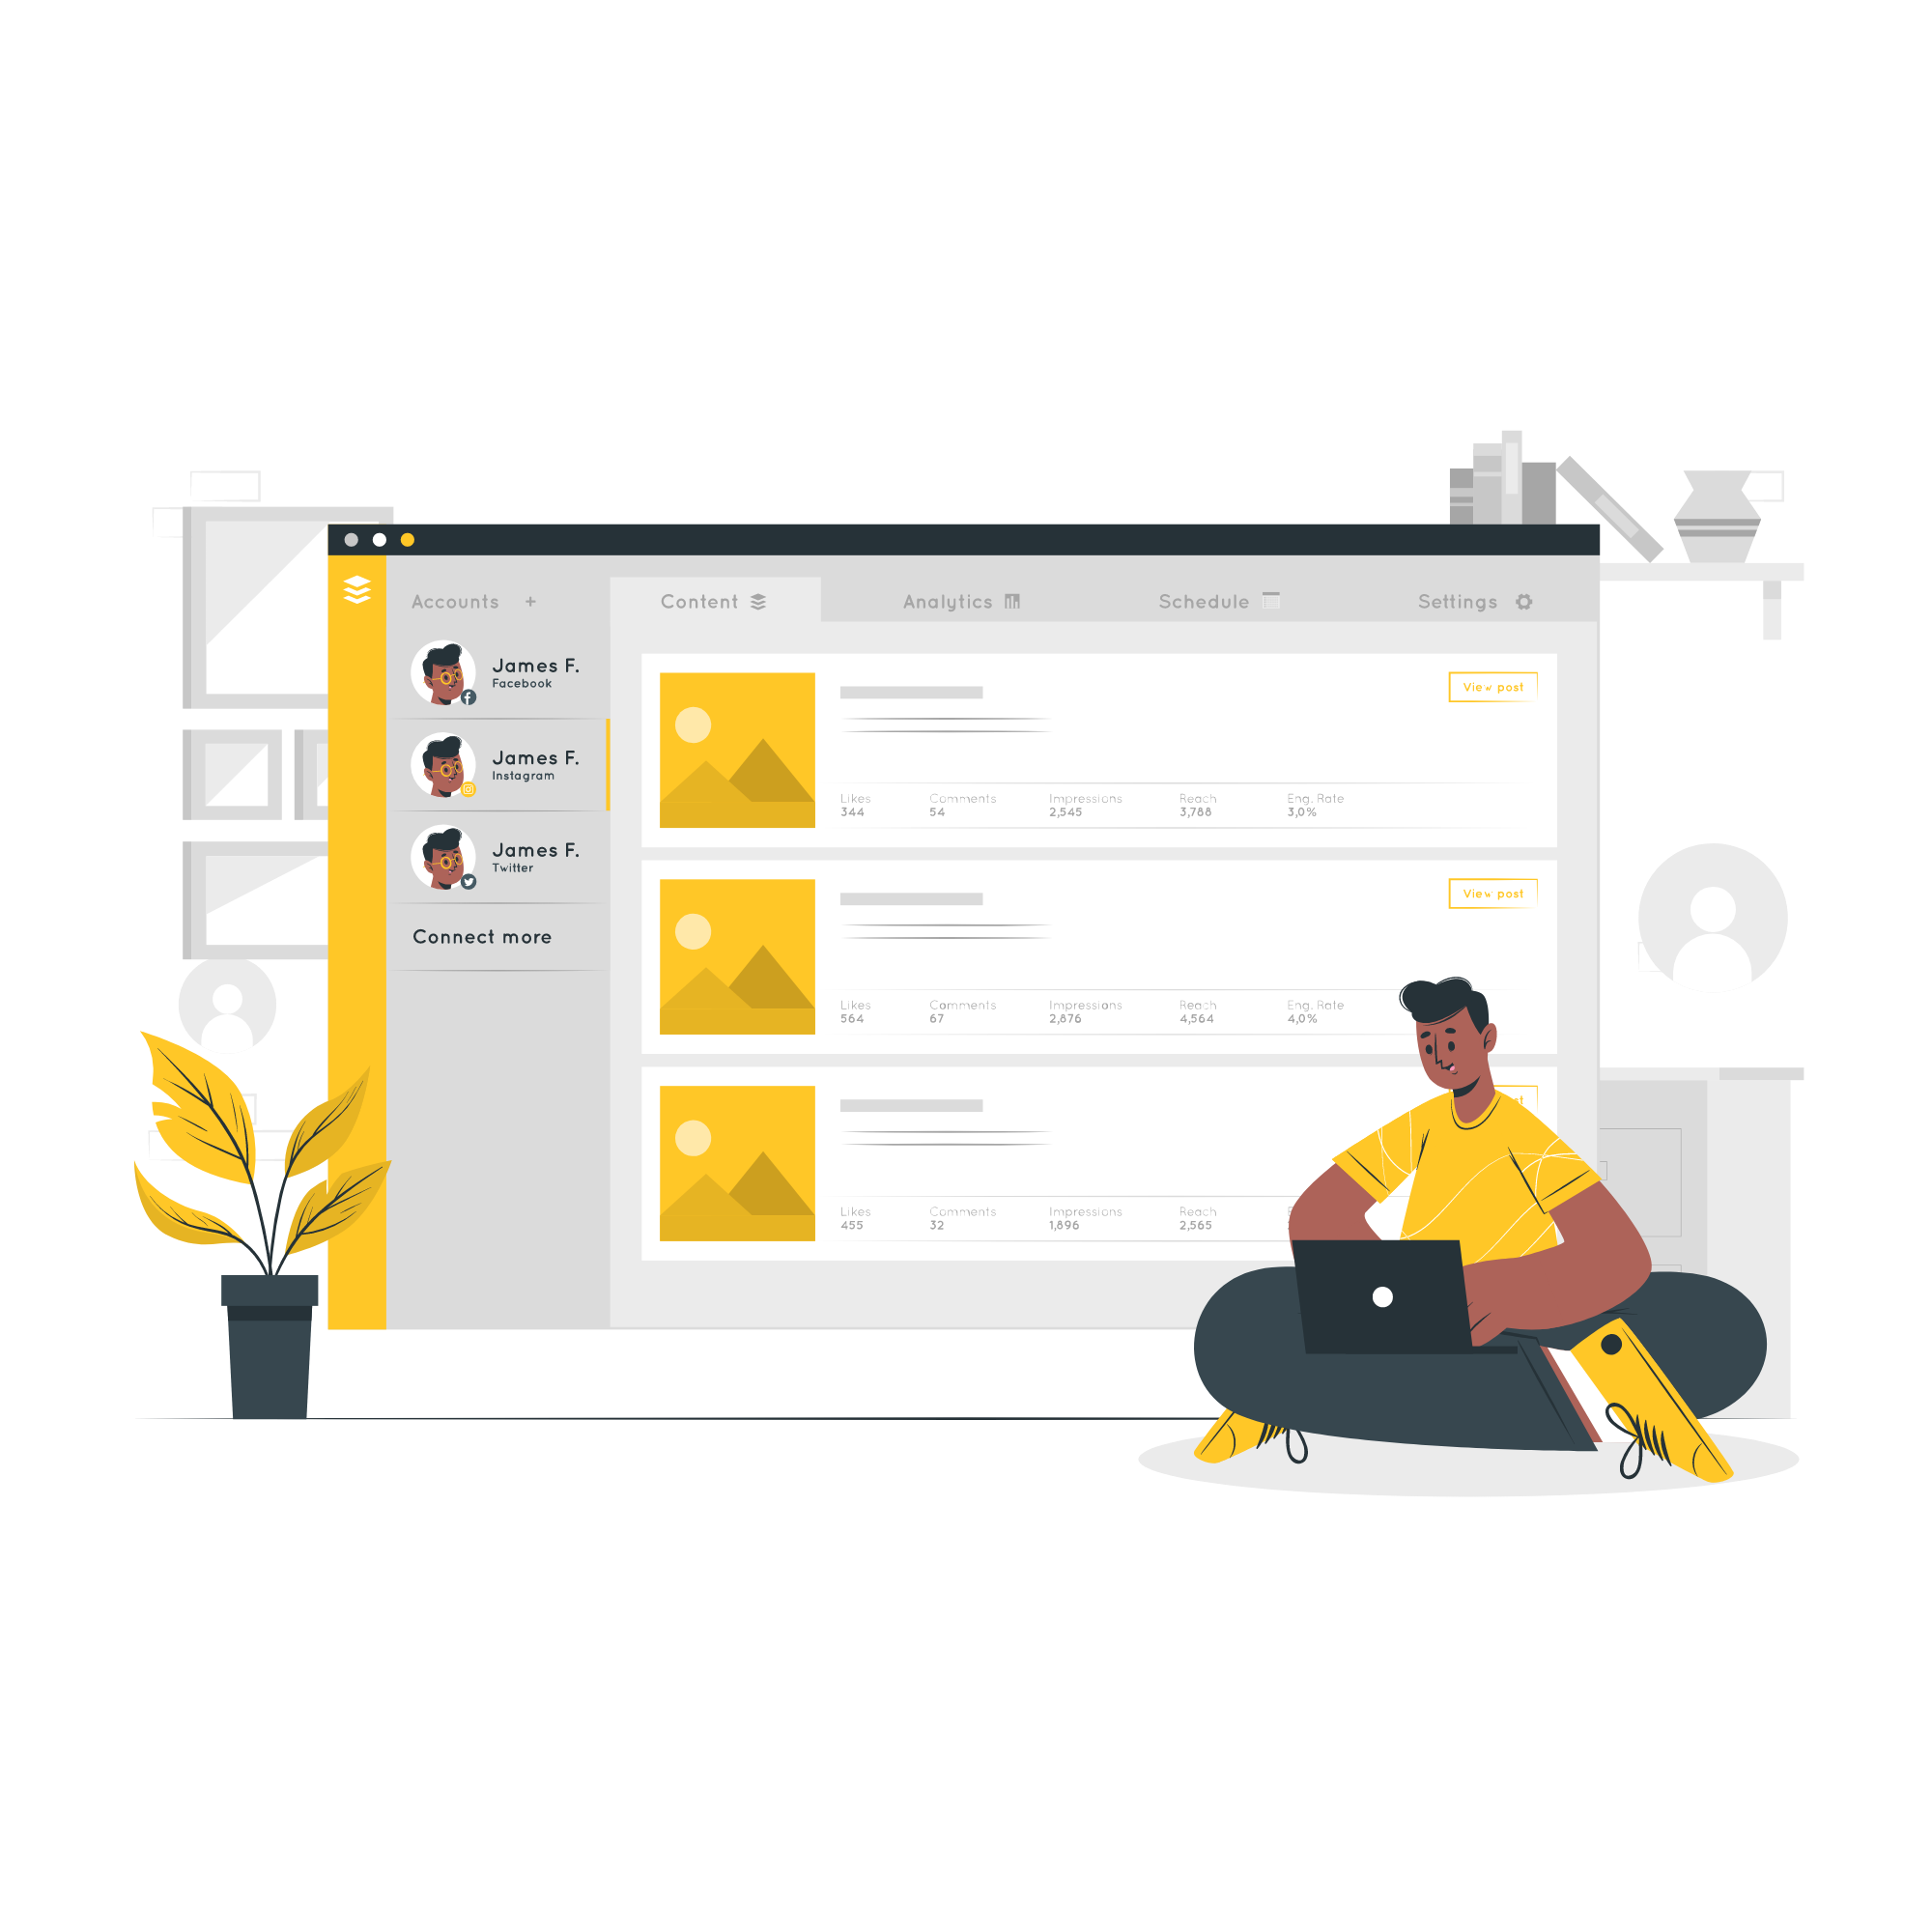 Accounts +
Content
Analytics
Schedule
Settings
James F.
Facebook
James F.
Instagram
James F.
Twitter
Connect more
View post
Likes Comments Impressions Reach Eng. Rate
344 54 2,545 3,788 3,0%
View post
Likes Comments Impressions Reach Eng. Rate
564 67 2,876 4,564 4,0%
Likes Comments Impressions Reach
455 32 1,896 2,565